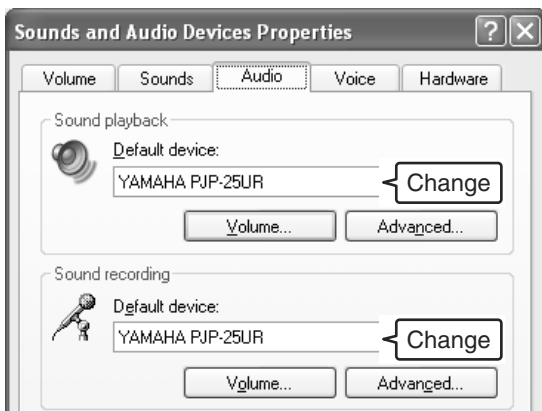 Sounds and Audio Devices Properties
Volume Sounds Audio Voice Hardware
Sound playback
Default device:
YAMAHA PJP-25UR Change
Volume... Advanced...
Sound recording
Default device:
YAMAHA PJP-25UR Change
Volume... Advanced...